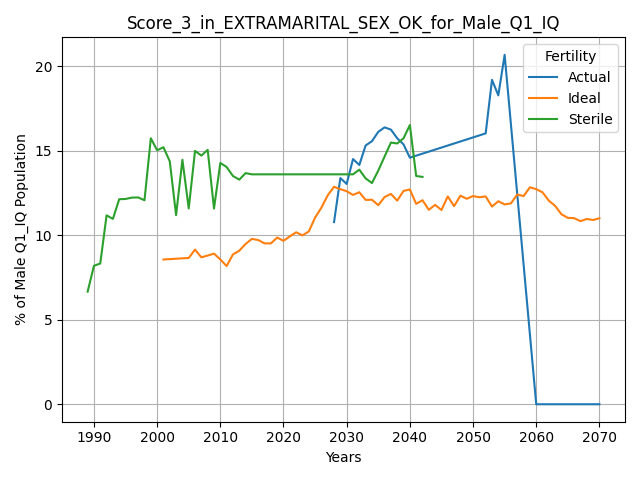 Score_3_in_EXTRAMARITAL_SEX_OK_for_Male_Q1_IQ
% of Male Q1_IQ Population
20
15
10
5
0
Fertility
Actual
Ideal
Sterile
1990 2000 2010 2020 2030 2040 2050 2060 2070
Years